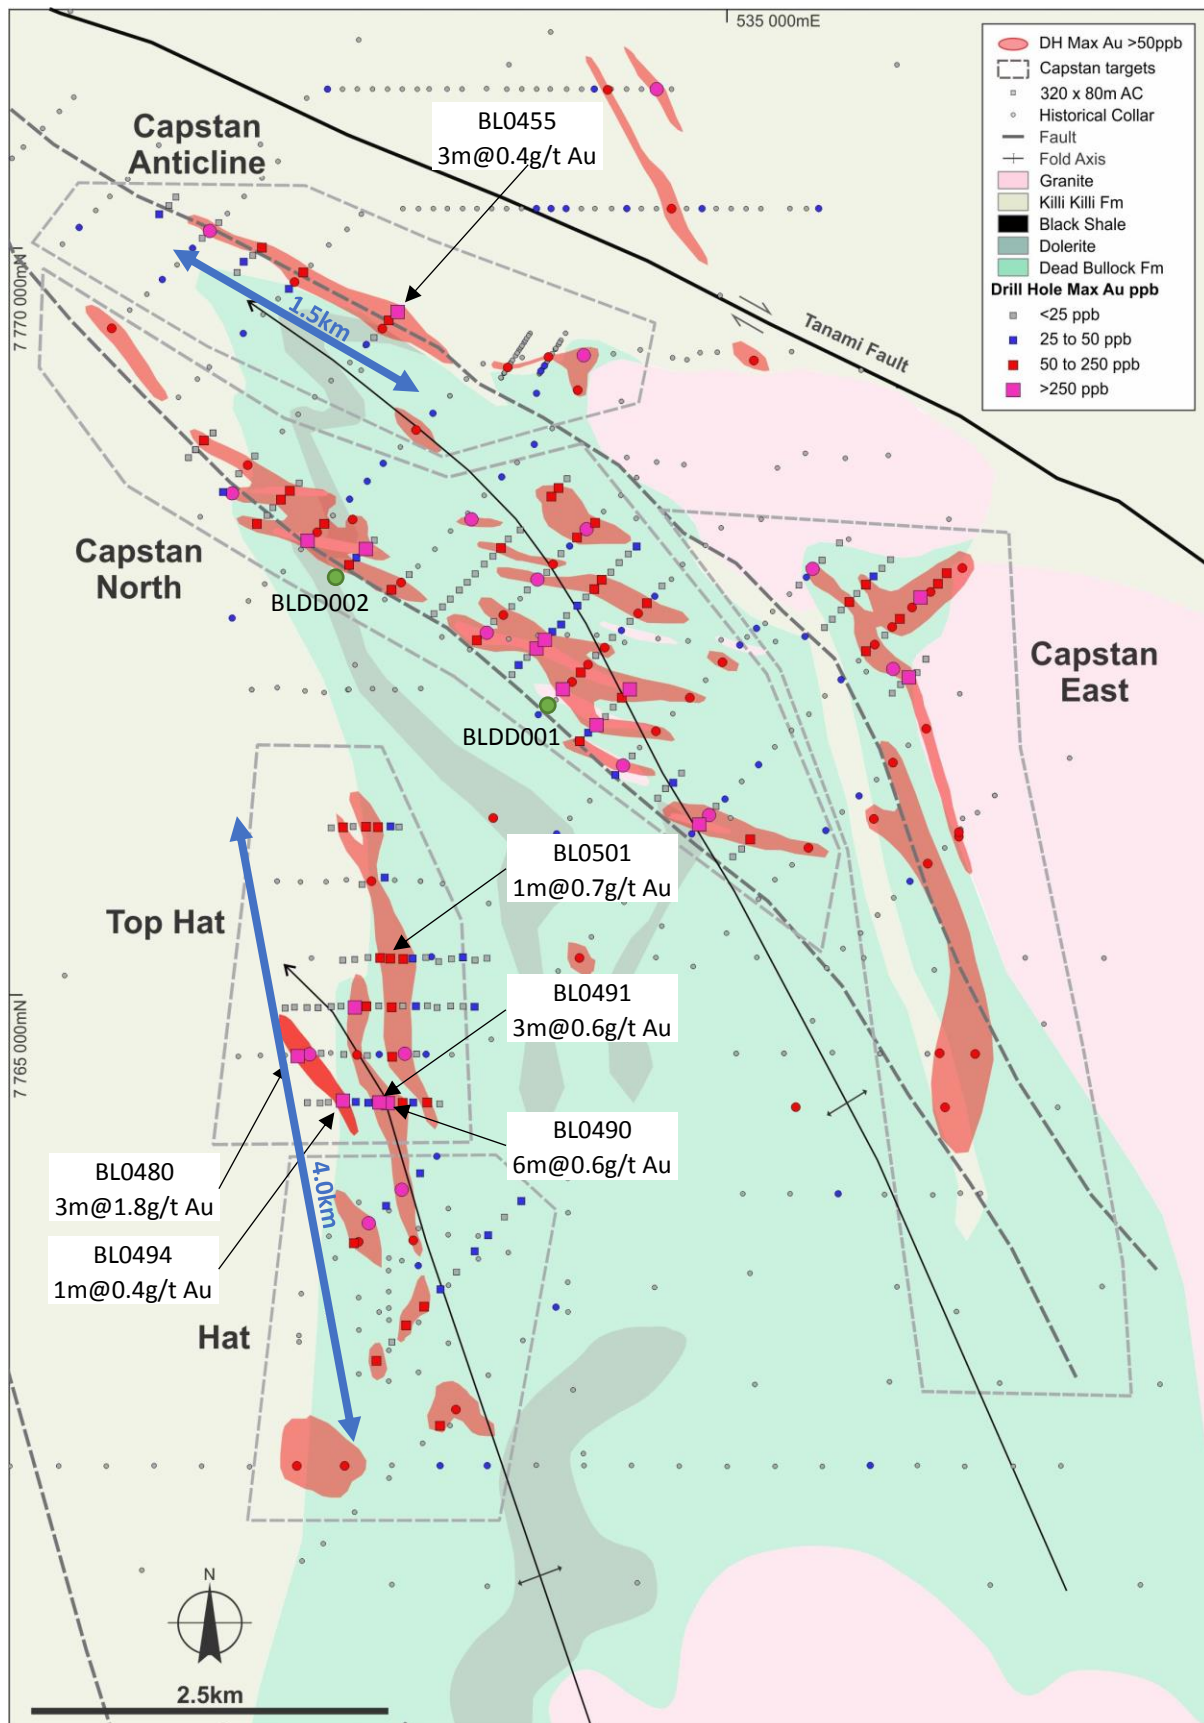 535 000mE
DH Max Au >50ppb
Capstan targets
320 x 80m AC
Historical Collar
Fault
Fold Axis
Granite
Killi Killi Fm
Black Shale
Dolerite
Dead Bullock Fm
Drill Hole Max Au ppb
<25 ppb
25 to 50 ppb
50 to 250 ppb
>250 ppb
Capstan
Anticline
BL0455
3m@0.4g/t Au
7 770 000mN
1.5km
Tanami Fault
Capstan
North
BLDD002
BLDD001
Capstan
East
BL0501
1m@0.7g/t Au
Top Hat
BL0491
3m@0.6g/t Au
7 765 000mN
BL0490
6m@0.6g/t Au
BL0480
3m@1.8g/t Au
4.0km
BL0494
1m@0.4g/t Au
Hat
N
2.5km